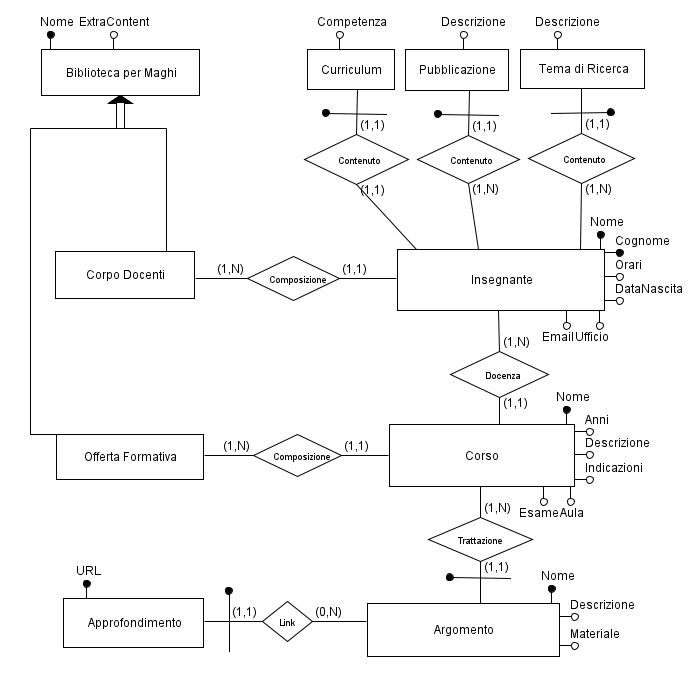 Nome ExtraContent
Competenza
Descrizione
Descrizione
Biblioteca per Maghi
Curriculum
Pubblicazione
Tema di Ricerca
(1,1)
(1,1)
(1,1)
Contenuto
Contenuto
Contenuto
(1,1)
(1,N)
(1,N)
Nome
Cognome
Orari
DataNascita
Corpo Docenti
(1,N)
Composizione
(1,1)
Insegnante
Email
Ufficio
(1,N)
Docenza
(1,1)
Nome
Anni
Descrizione
Indicazioni
Offerta Formativa
(1,N)
Composizione
(1,1)
Corso
Esame
Aula
(1,N)
Trattazione
(1,1)
URL
Nome
Descrizione
Materiale
Approfondimento
(1,1)
Link
(0,N)
Argomento